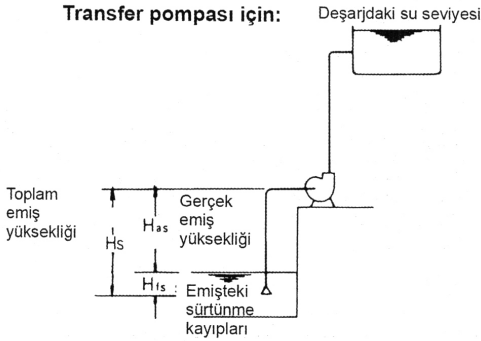 Transfer pompası için:
Deşarjdaki su seviyesi
Toplam
emiş
yüksekliği
Hs
Has
Gerçek
emiş
yüksekliği
Hfs
: Emişteki
sürtünme
kayıpları